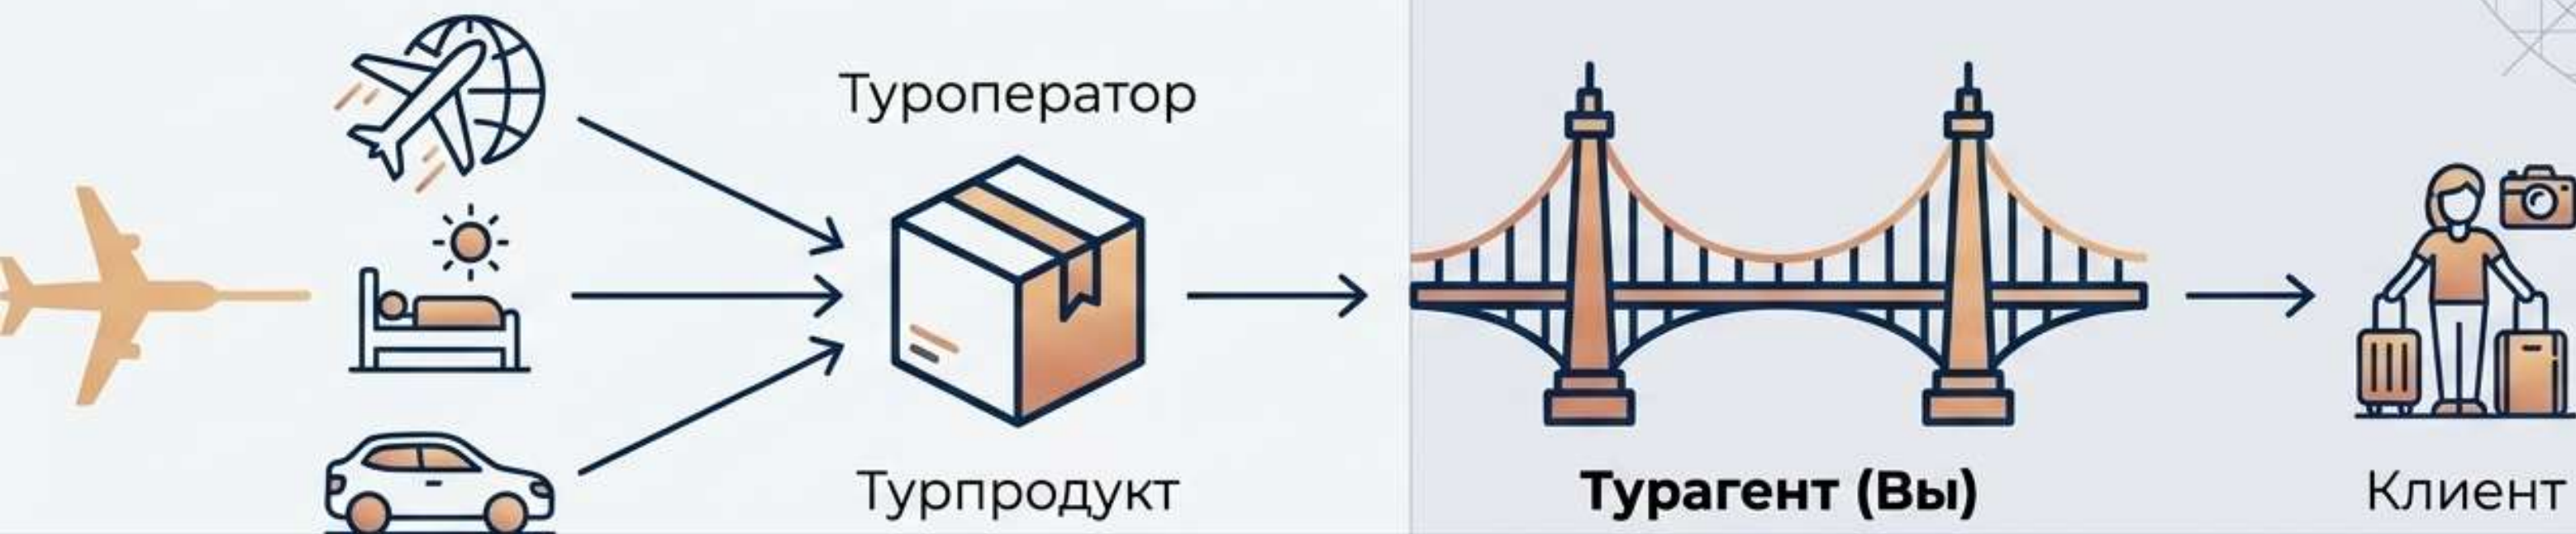 Туроператор
Турпродукт
Турагент (Вы)
Клиент